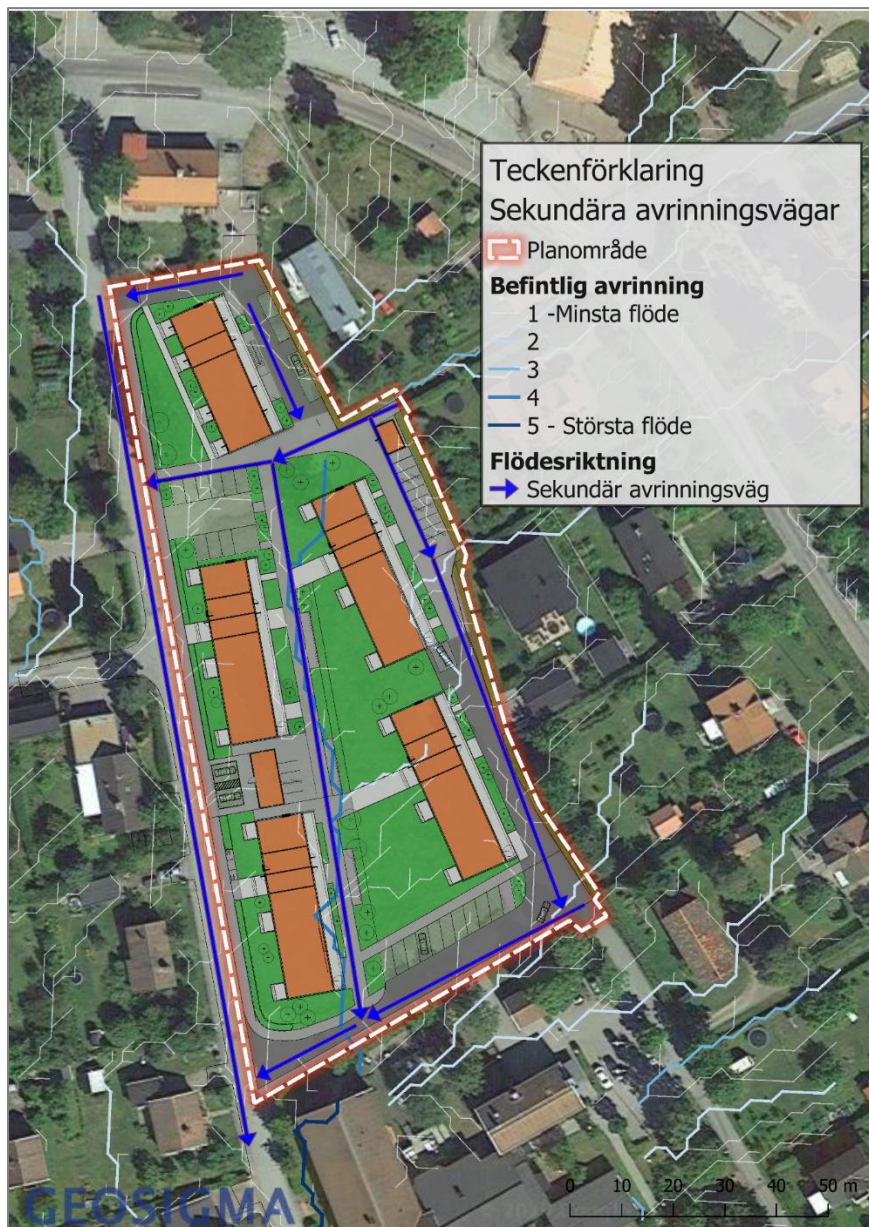 Teckenförklaring
Sekundära avrinningsvägar
Planområde
Befintlig avrinning
1 -Minsta flöde
2
3
4
5 - Största flöde
Flödesriktning
Sekundär avrinningsväg
GEOSIGMA
0 10 20 30 40 50 m